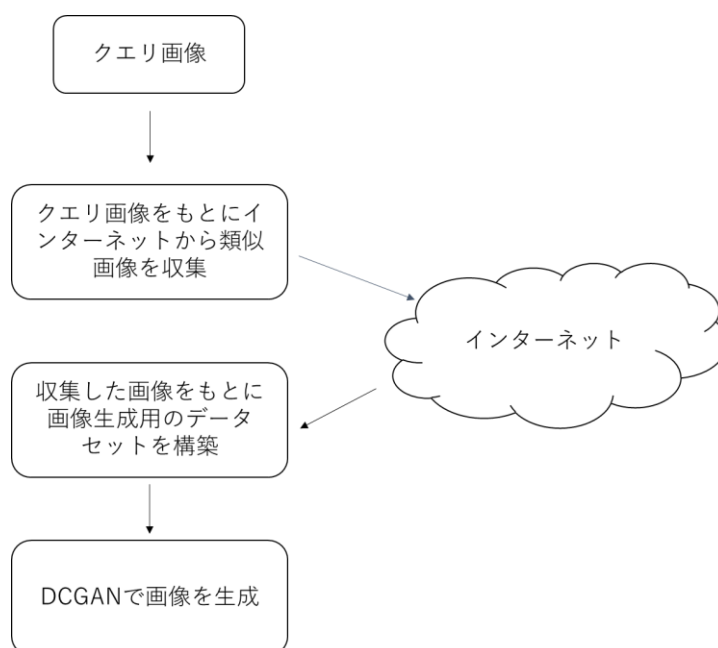 クエリ画像
クエリ画像をもとにイ
ンターネットから類似
画像を収集
インターネット
収集した画像をもとに
画像生成用のデータ
セットを構築
DCGANで画像を生成